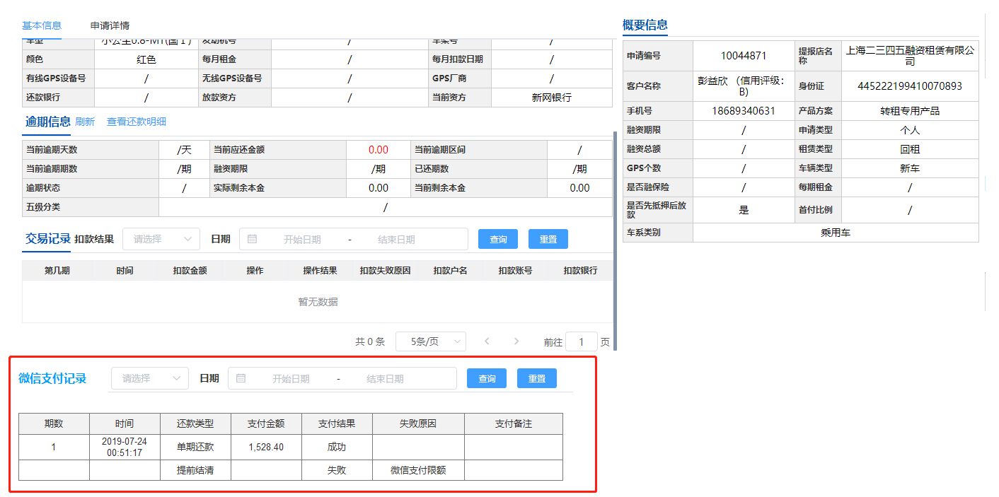 基本信息 申请详情
车型 小公主0.8-MT(国1) 发动机号 / 车架号 /
颜色 红色 每月租金 / 每月扣款日期 /
有线GPS设备号 / 无线GPS设备号 / GPS厂商 /
还款银行 / 放款资方 / 当前资方 新网银行
逾期信息 刷新 查看还款明细
当前逾期天数 /天 当前应还金额 0.00 当前逾期区间 /
当前逾期期数 /期 融资期限 /期 已还期数 /期
逾期状态 / 实际剩余本金 0.00 当前剩余本金 0.00
五级分类 /
交易记录 扣款结果 请选择 日期 开始日期 - 结束日期 查询 重置
第几期 时间 扣款金额 操作 操作结果 扣款失败原因 扣款户名 扣款账号 扣款银行
暂无数据
共 0 条 5条/页 前往 1 页
微信支付记录 请选择 日期 开始日期 - 结束日期 查询 重置
期数 时间 还款类型 支付金额 支付结果 失败原因 支付备注
1 2019-07-24 00:51:17 单期还款 1,528.40 成功
提前结清 失败 微信支付限额
概要信息
申请编号 10044871 提报店名称 上海二三四五融资租赁有限公司
客户名称 彭益欣 （信用评级：B) 身份证 445222199410070893
手机号 18689340631 产品方案 转租专用产品
融资期限 / 申请类型 个人
融资总额 / 租赁类型 回租
GPS个数 / 车辆类型 新车
是否融保险 / 每期租金 /
是否先抵押后放款 是 首付比例 /
车系类别 乘用车